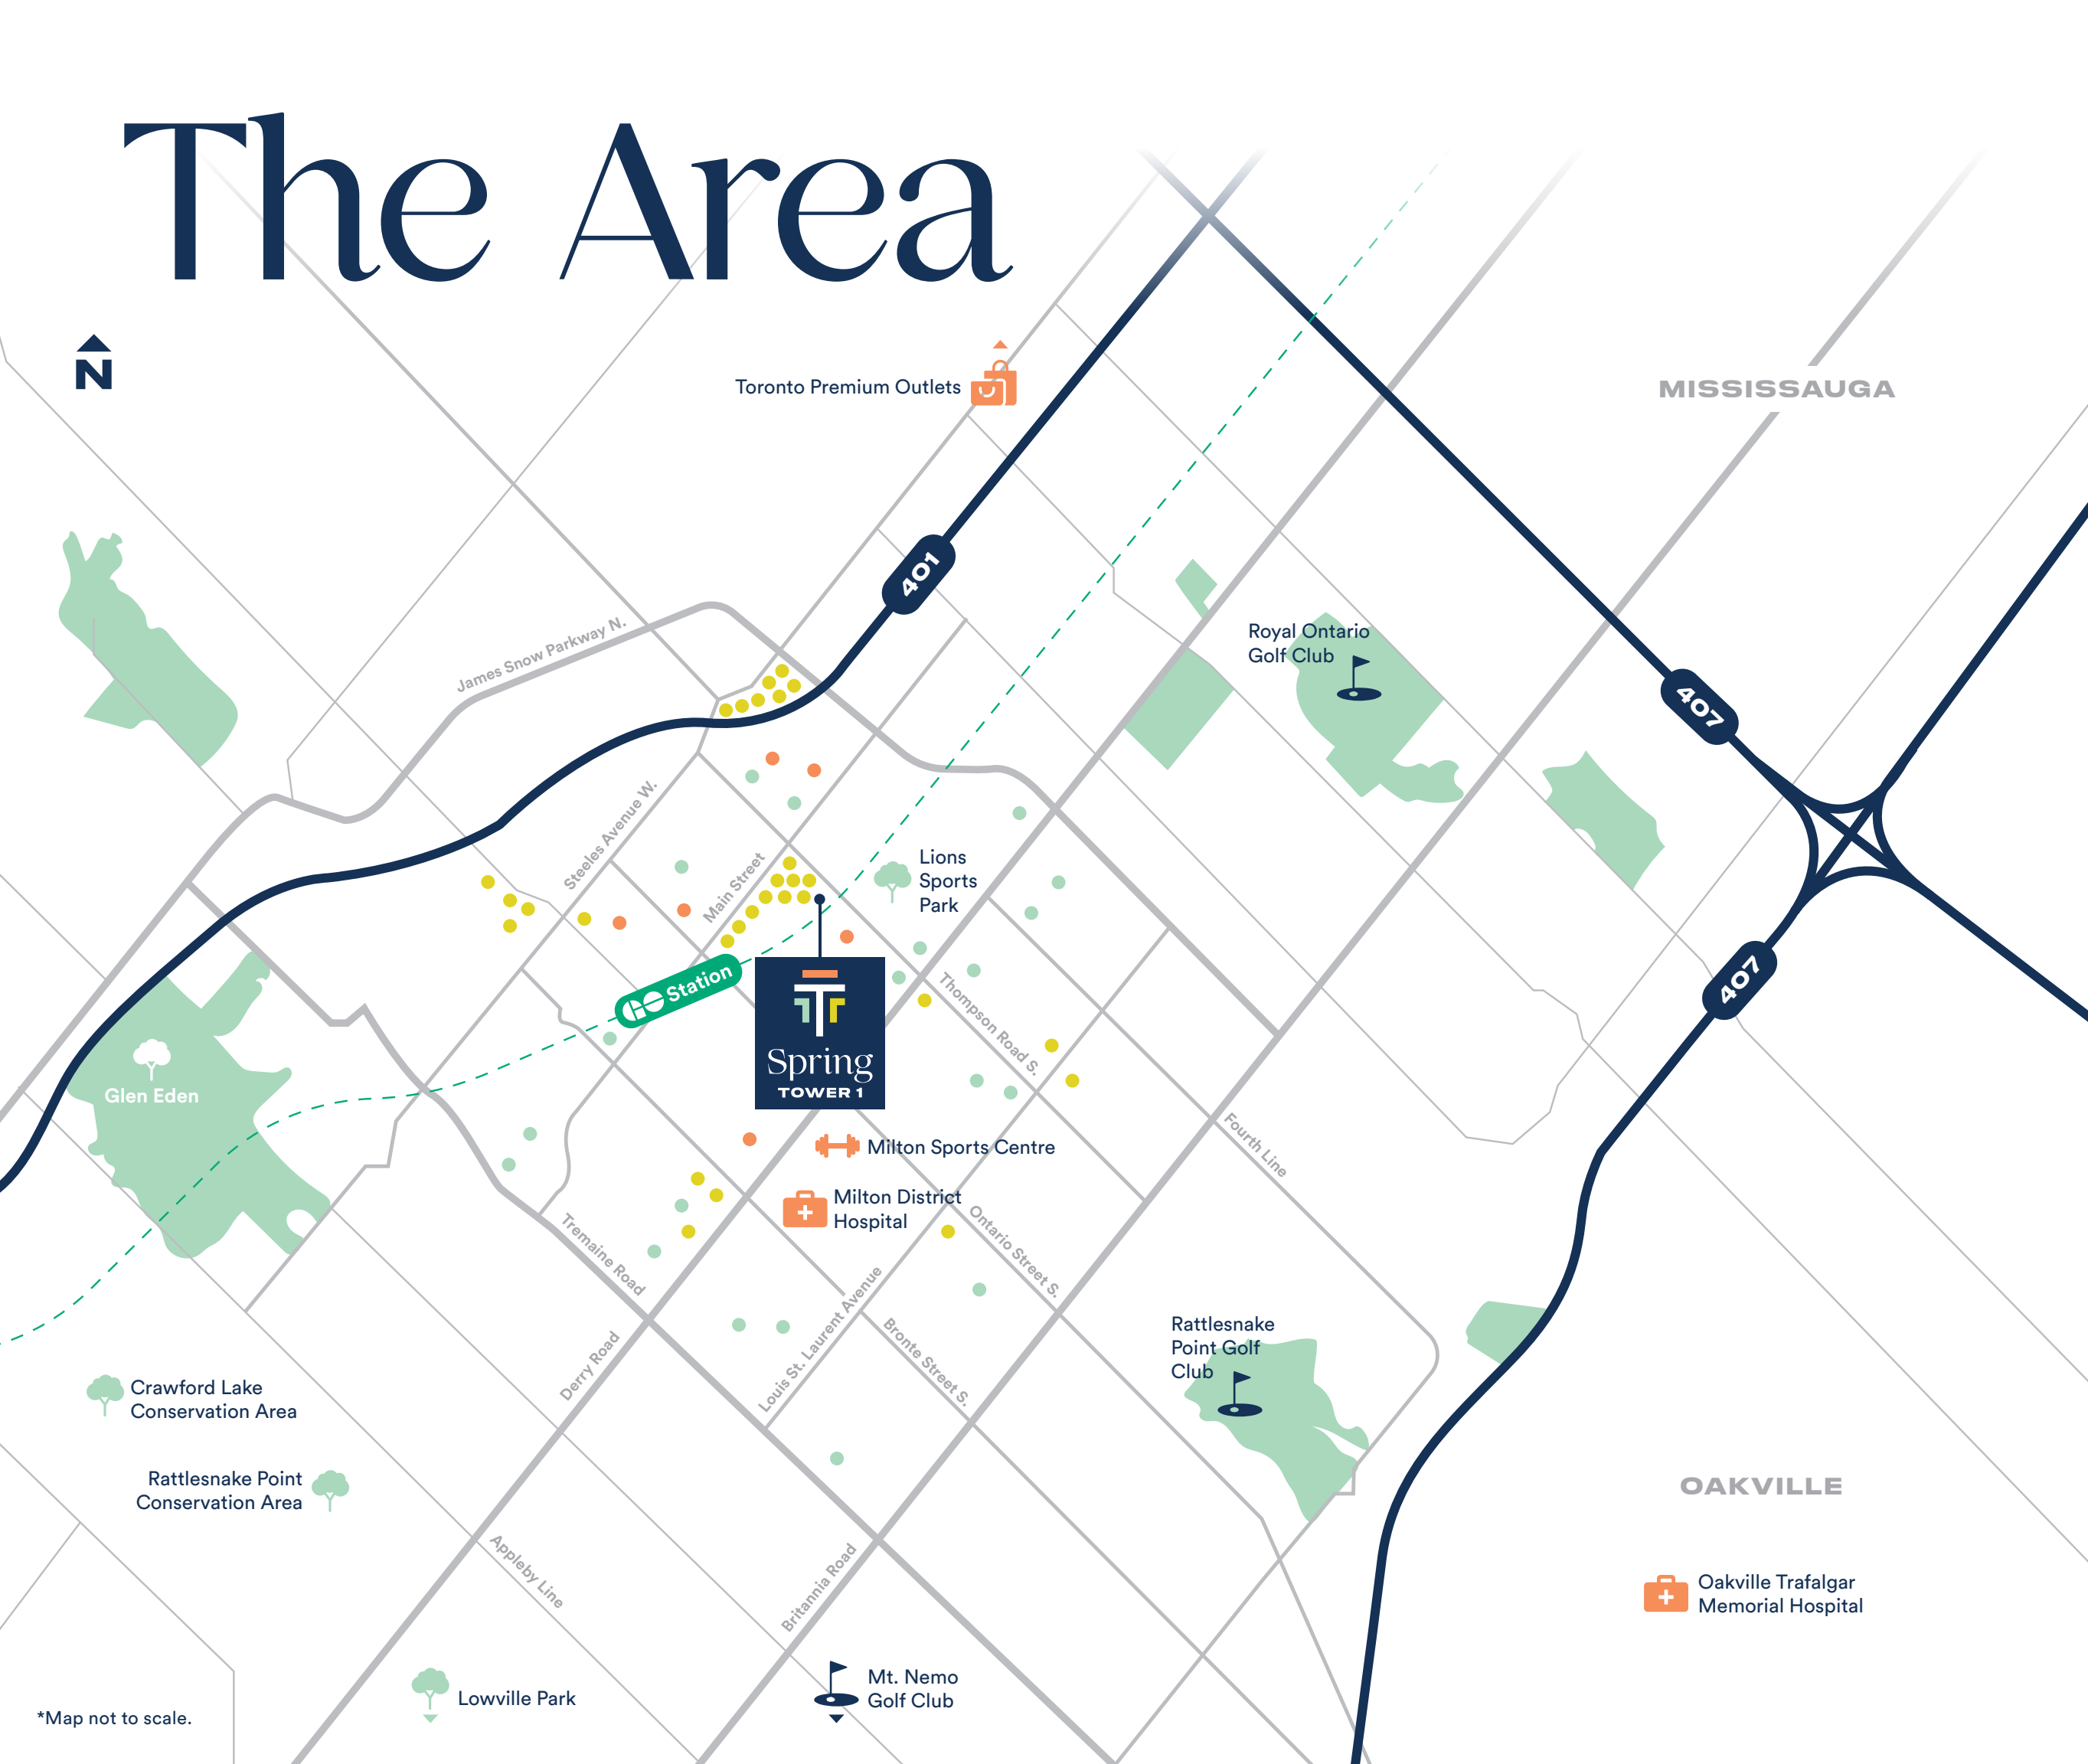 The Area
N
Toronto Premium Outlets
MISSISSAUGA
401
James Snow Parkway N.
Royal Ontario
Golf Club
407
Steeles Avenue W.
Main Street
Lions
Sports
Park
407
GO Station
Thompson Road S.
Spring
TOWER 1
Glen Eden
Milton Sports Centre
Fourth Line
Milton District
Hospital
Ontario Street S.
Tremaine Road
Louis St. Laurent Avenue
Bronte Street S.
Derry Road
Rattlesnake
Point Golf
Club
Crawford Lake
Conservation Area
Rattlesnake Point
Conservation Area
OAKVILLE
Appleby Line
Britannia Road
Oakville Trafalgar
Memorial Hospital
Lowville Park
Mt. Nemo
Golf Club
*Map not to scale.